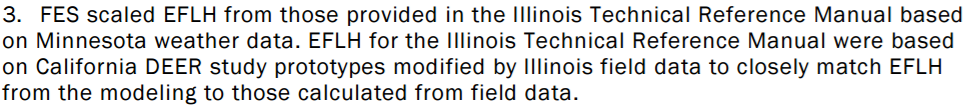 3. FES scaled EFLH from those provided in the Illinois Technical Reference Manual based
on Minnesota weather data. EFLH for the Illinois Technical Reference Manual were based
on California DEER study prototypes modified by Illinois field data to closely match EFLH
from the modeling to those calculated from field data.